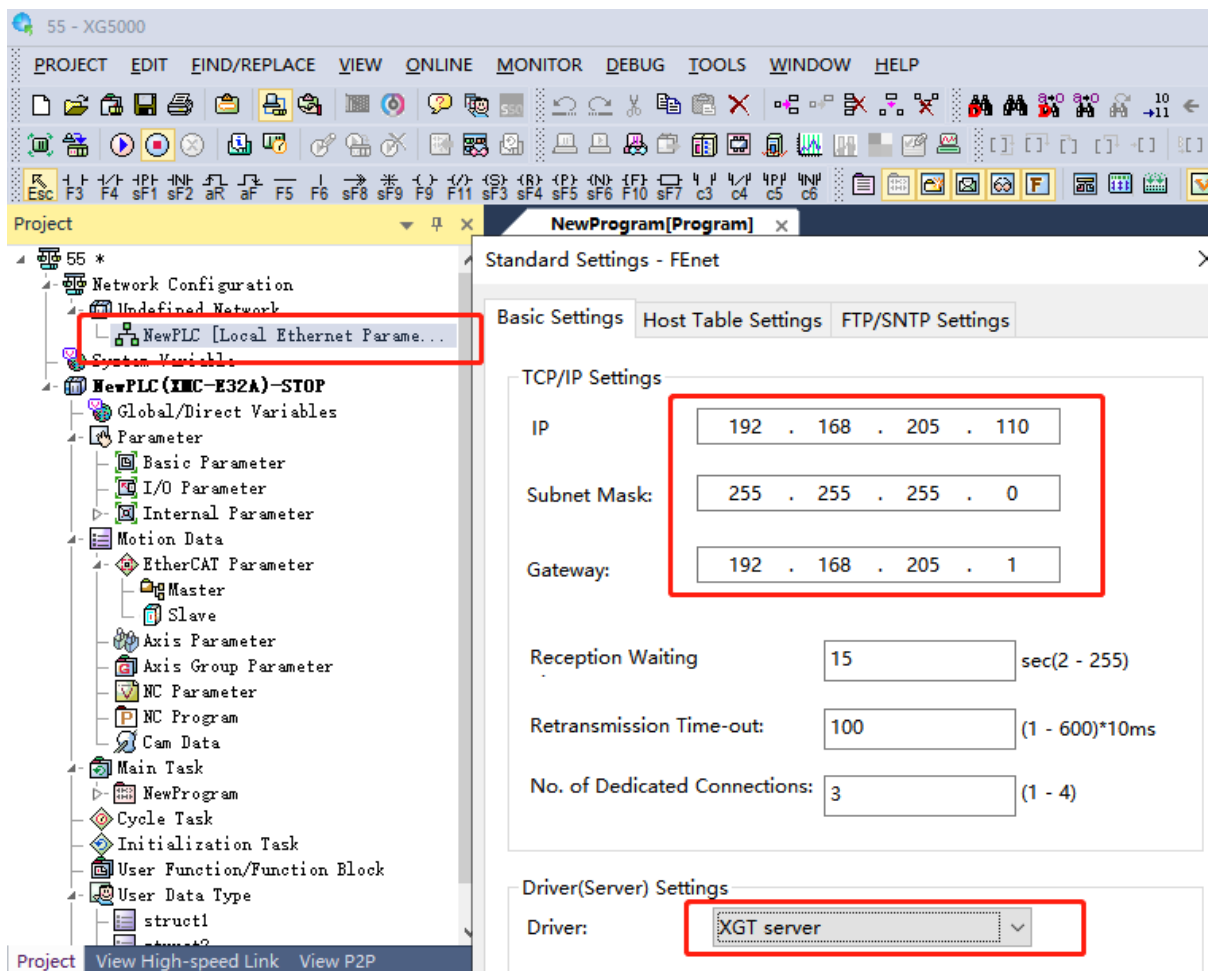 55 - XG5000
PROJECT EDIT FIND/REPLACE VIEW ONLINE MONITOR DEBUG TOOLS WINDOW HELP
Esc F3 F4 sF1 sF2 aR aF F5 F6 sF8 sF9 F9 F11 sF3 sF4 sF5 sF6 F10 sF7 c3 c4 c5 c6
Project
NewProgram[Program]
55 *
Network Configuration
Undefined Network
NewPLC [Local Ethernet Parame...
System Variable
NewPLC(XMC-E32A)-STOP
Global/Direct Variables
Parameter
Basic Parameter
I/O Parameter
Internal Parameter
Motion Data
EtherCAT Parameter
Master
Slave
Axis Parameter
Axis Group Parameter
NC Parameter
NC Program
Cam Data
Main Task
NewProgram
Cycle Task
Initialization Task
User Function/Function Block
User Data Type
struct1
Project View High-speed Link View P2P
Standard Settings - FEnet
Basic Settings Host Table Settings FTP/SNTP Settings
TCP/IP Settings
IP 192 . 168 . 205 . 110
Subnet Mask: 255 . 255 . 255 . 0
Gateway: 192 . 168 . 205 . 1
Reception Waiting 15 sec(2 - 255)
Retransmission Time-out: 100 (1 - 600)*10ms
No. of Dedicated Connections: 3 (1 - 4)
Driver(Server) Settings
Driver: XGT server